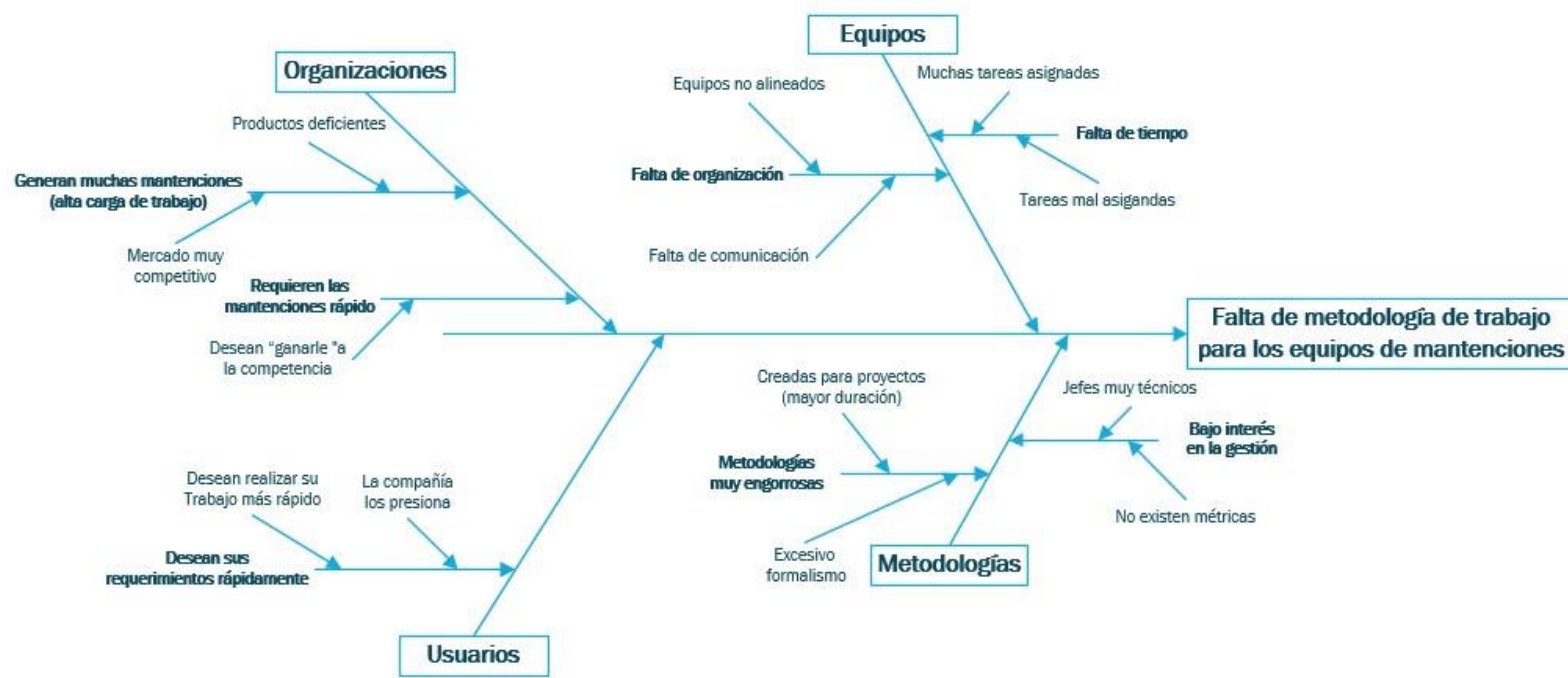 Equipos
Organizaciones
Muchas tareas asignadas
Equipos no alineados
Productos deficientes
Falta de tiempo
Generan muchas mantenciones
(alta carga de trabajo)
Falta de organización
Tareas mal asigandas
Mercado muy
competitivo
Falta de comunicación
Requieren las
mantenciones rápido
Desean “ganarle "a
la competencia
Falta de metodología de trabajo
para los equipos de mantenciones
Creadas para proyectos
(mayor duración)
Jefes muy técnicos
Bajo interés
en la gestión
Metodologías
muy engorrosas
Desean realizar su
Trabajo más rápido
La compañía
los presiona
No existen métricas
Desean sus
requerimientos rápidamente
Excesivo
formalismo
Metodologías
Usuarios